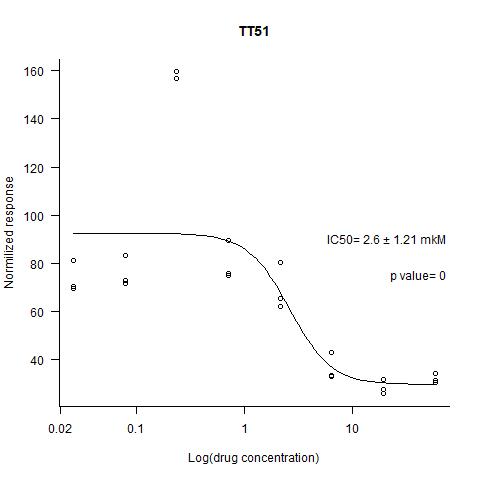 TT51
160
140
120
100
80
60
40
Normilized response
IC50= 2.6 ± 1.21 mkM
p value= 0
0.02 0.1 1 10
Log(drug concentration)